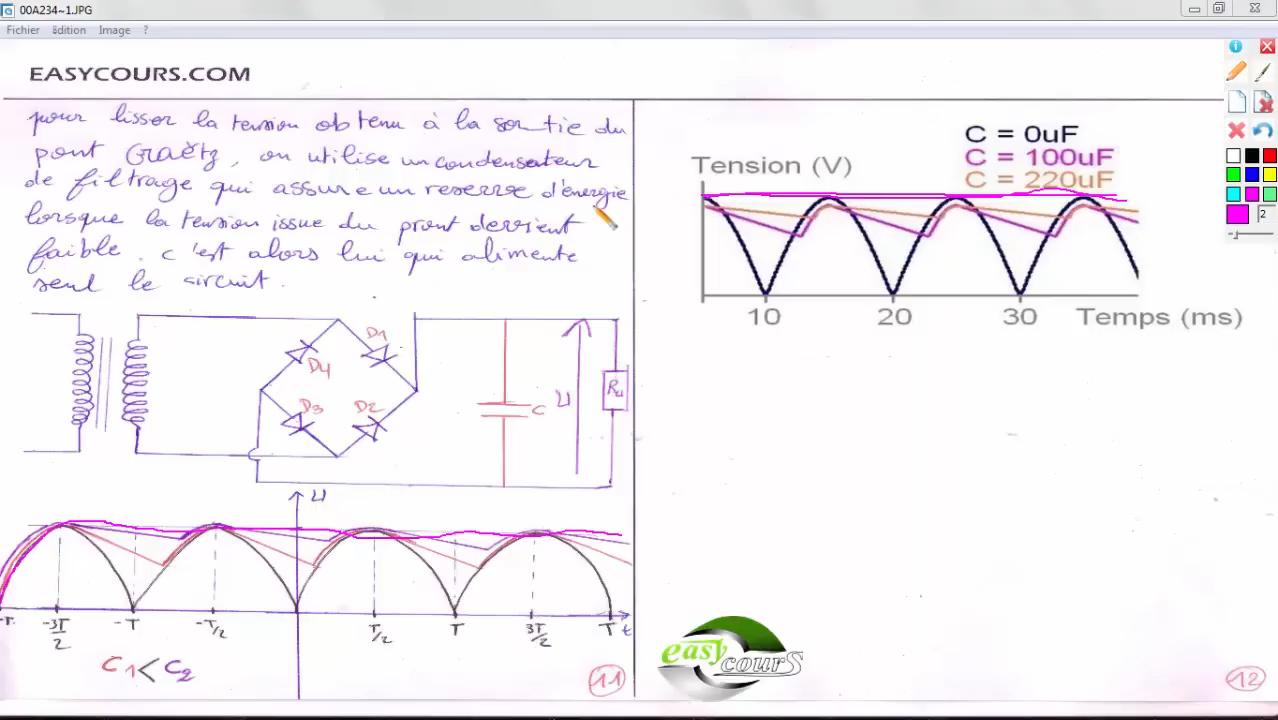 00A234~1.JPG
Fichier Edition Image ?
EASYCOURS.COM
pour lisser la tension obtenu à la sortie du
pont Graëtz, on utilise un condensateur
de filtrage qui assure un reserve d'énergie
lorsque la tension issue du pront devient
faible. c'est alors lui qui alimente
seul le circuit.
D1
D4
D3
D2
C
U
Ru
U
-T
-3T/2
-T
-T/2
T/2
T
3T/2
T
t
C1 < C2
11
C = 0uF
C = 100uF
C = 220uF
Tension (V)
10 20 30 Temps (ms)
easy
courS
12
2